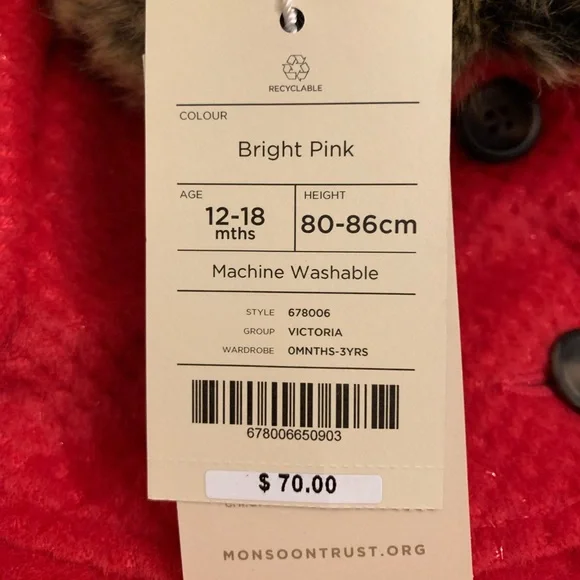 RECYCLABLE
COLOUR
Bright Pink
AGE
12-18
mths
HEIGHT
80-86cm
Machine Washable
STYLE 678006
GROUP VICTORIA
WARDROBE 0MNTHS-3YRS
678006650903
$ 70.00
MONSOONTRUST.ORG